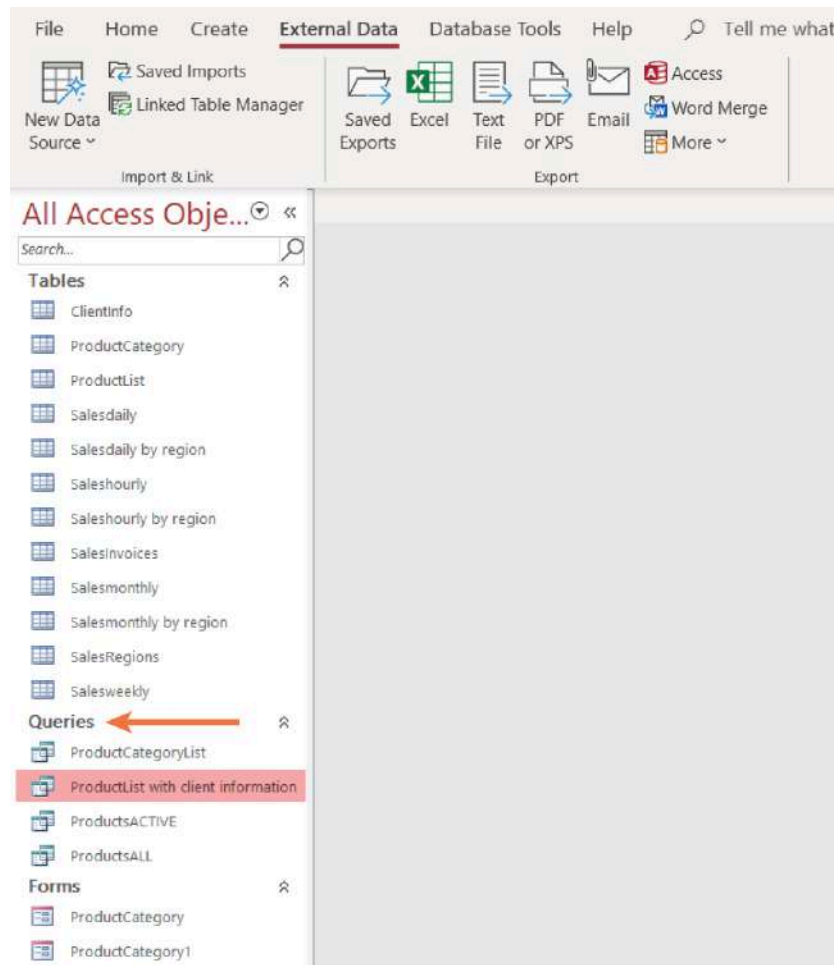 File Home Create External Data Database Tools Help Tell me what
New Data
Source
Saved Imports
Linked Table Manager
Import & Link
Saved
Exports
Excel
Text
File
PDF
or XPS
Email
Access
Word Merge
More
Export
All Access Obje...
Search...
Tables
ClientInfo
ProductCategory
ProductList
Salesdaily
Salesdaily by region
Saleshourly
Saleshourly by region
SalesInvoices
Salesmonthly
Salesmonthly by region
SalesRegions
Salesweekly
Queries
ProductCategoryList
ProductList with client information
ProductsACTIVE
ProductsALL
Forms
ProductCategory
ProductCategory1